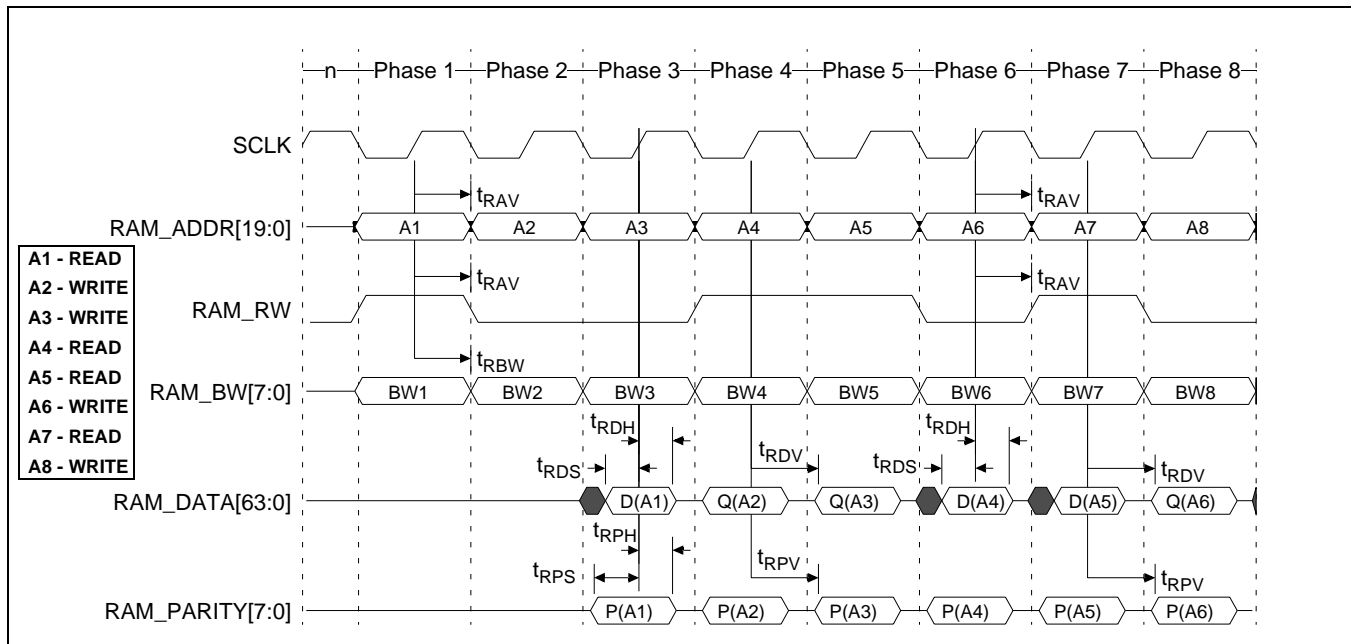 n Phase 1 Phase 2 Phase 3 Phase 4 Phase 5 Phase 6 Phase 7 Phase 8
SCLK
tRAV tRAV
RAM_ADDR[19:0] A1 A2 A3 A4 A5 A6 A7 A8
A1 - READ
A2 - WRITE
A3 - WRITE
A4 - READ
A5 - READ
A6 - WRITE
A7 - READ
A8 - WRITE
tRAV tRAV
RAM_RW
tRBW
RAM_BW[7:0] BW1 BW2 BW3 BW4 BW5 BW6 BW7 BW8
tRDH tRDH
tRDS tRDV tRDS tRDV
RAM_DATA[63:0] D(A1) Q(A2) Q(A3) D(A4) D(A5) Q(A6)
tRPH
tRPS tRPV tRPV
RAM_PARITY[7:0] P(A1) P(A2) P(A3) P(A4) P(A5) P(A6)